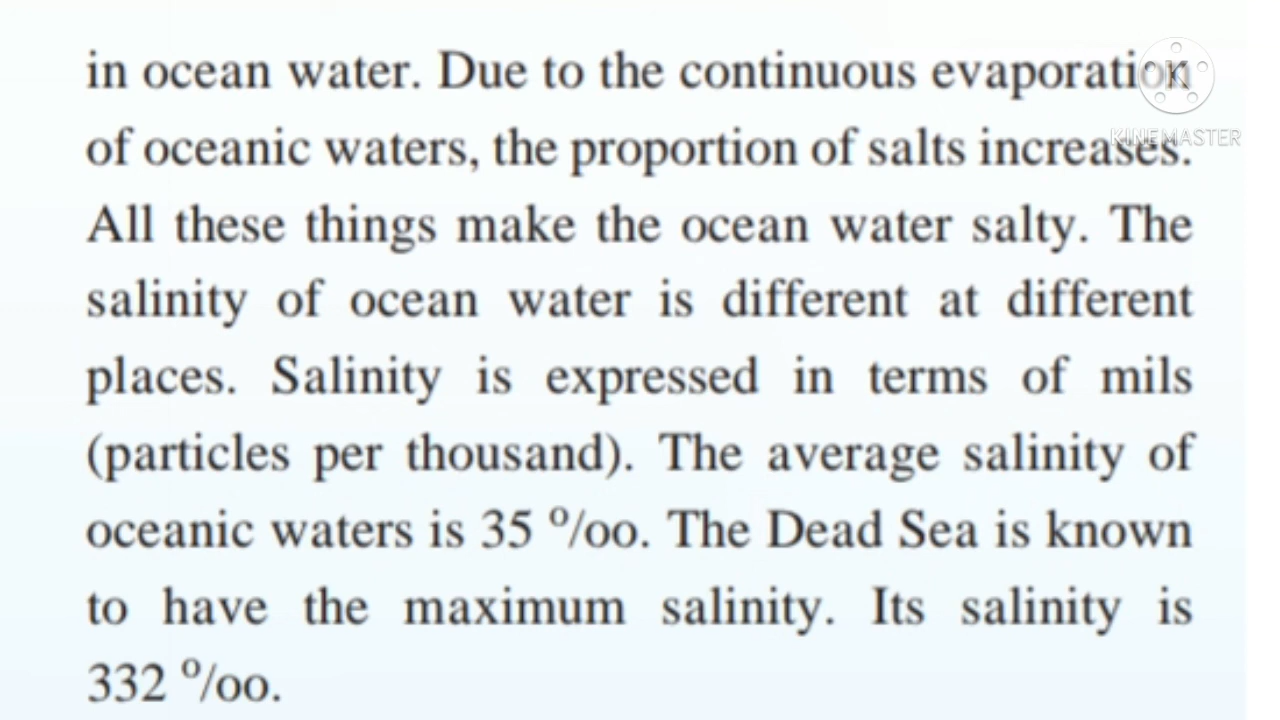 in ocean water. Due to the continuous evaporation
of oceanic waters, the proportion of salts increases.
All these things make the ocean water salty. The
salinity of ocean water is different at different
places. Salinity is expressed in terms of mils
(particles per thousand). The average salinity of
oceanic waters is 35 º/oo. The Dead Sea is known
to have the maximum salinity. Its salinity is
332 º/oo.
K
KINEMASTER